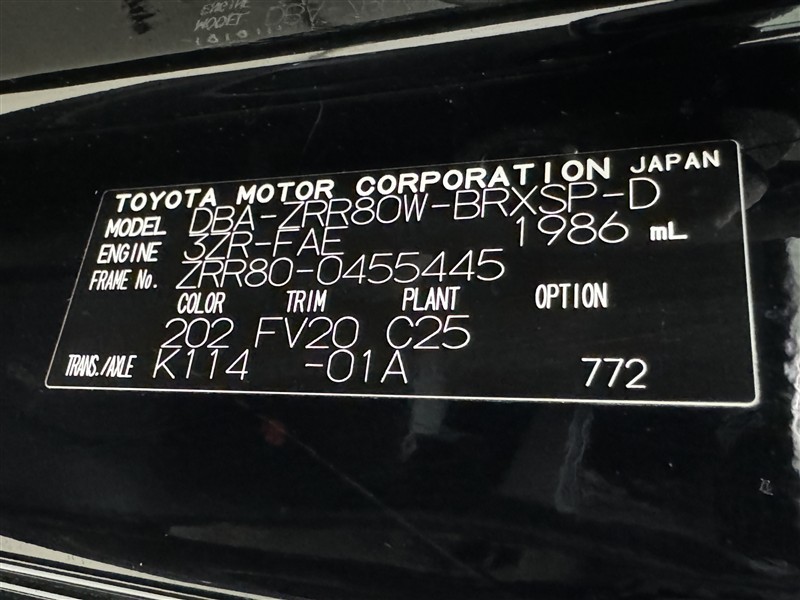 TOYOTA MOTOR CORPORATION JAPAN
MODEL DBA-ZRR80W-BRXSP-D
ENGINE 3ZR-FAE 1986 mL
FRAME No. ZRR80-0455445
COLOR TRIM PLANT OPTION
202 FV20 C25
TRANS./AXLE K114 -01A 772